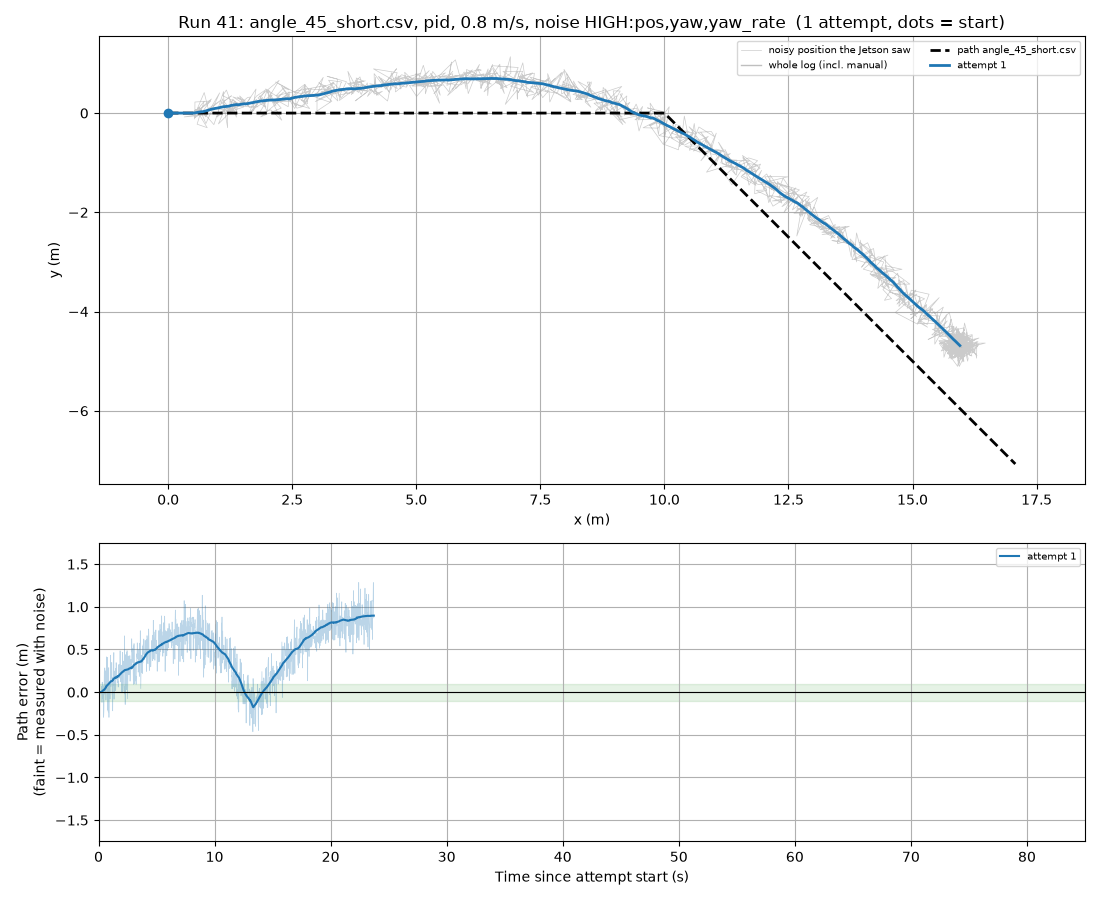 Run 41: angle_45_short.csv, pid, 0.8 m/s, noise HIGH:pos,yaw,yaw_rate  (1 attempt, dots = start)
noisy position the Jetson saw
whole log (incl. manual)
path angle_45_short.csv
attempt 1
0
−2
−4
−6
y (m)
0.0
2.5
5.0
7.5
10.0
12.5
15.0
17.5
x (m)
attempt 1
1.5
1.0
0.5
0.0
−0.5
−1.0
−1.5
Path error (m)
(faint = measured with noise)
0
10
20
30
40
50
60
70
80
Time since attempt start (s)